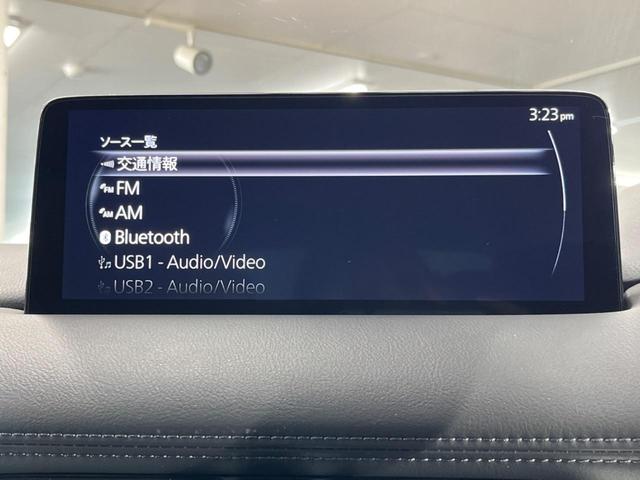 3:23pm
ソース一覧
交通情報
FM
AM
Bluetooth
USB1 - Audio/Video
USB2 - Audio/Video